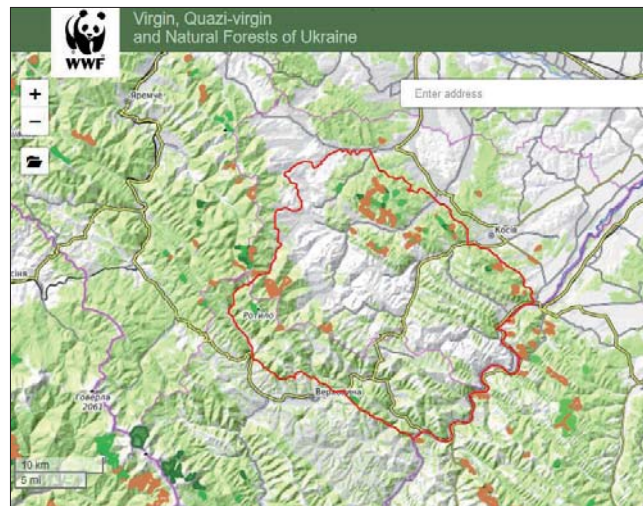 Virgin, Quazi-virgin
and Natural Forests of Ukraine
WWF
+
−
Enter address
Яремче
Косів
сіня
Ротило
Верховина
Говерла
2061
10 km
5 mi